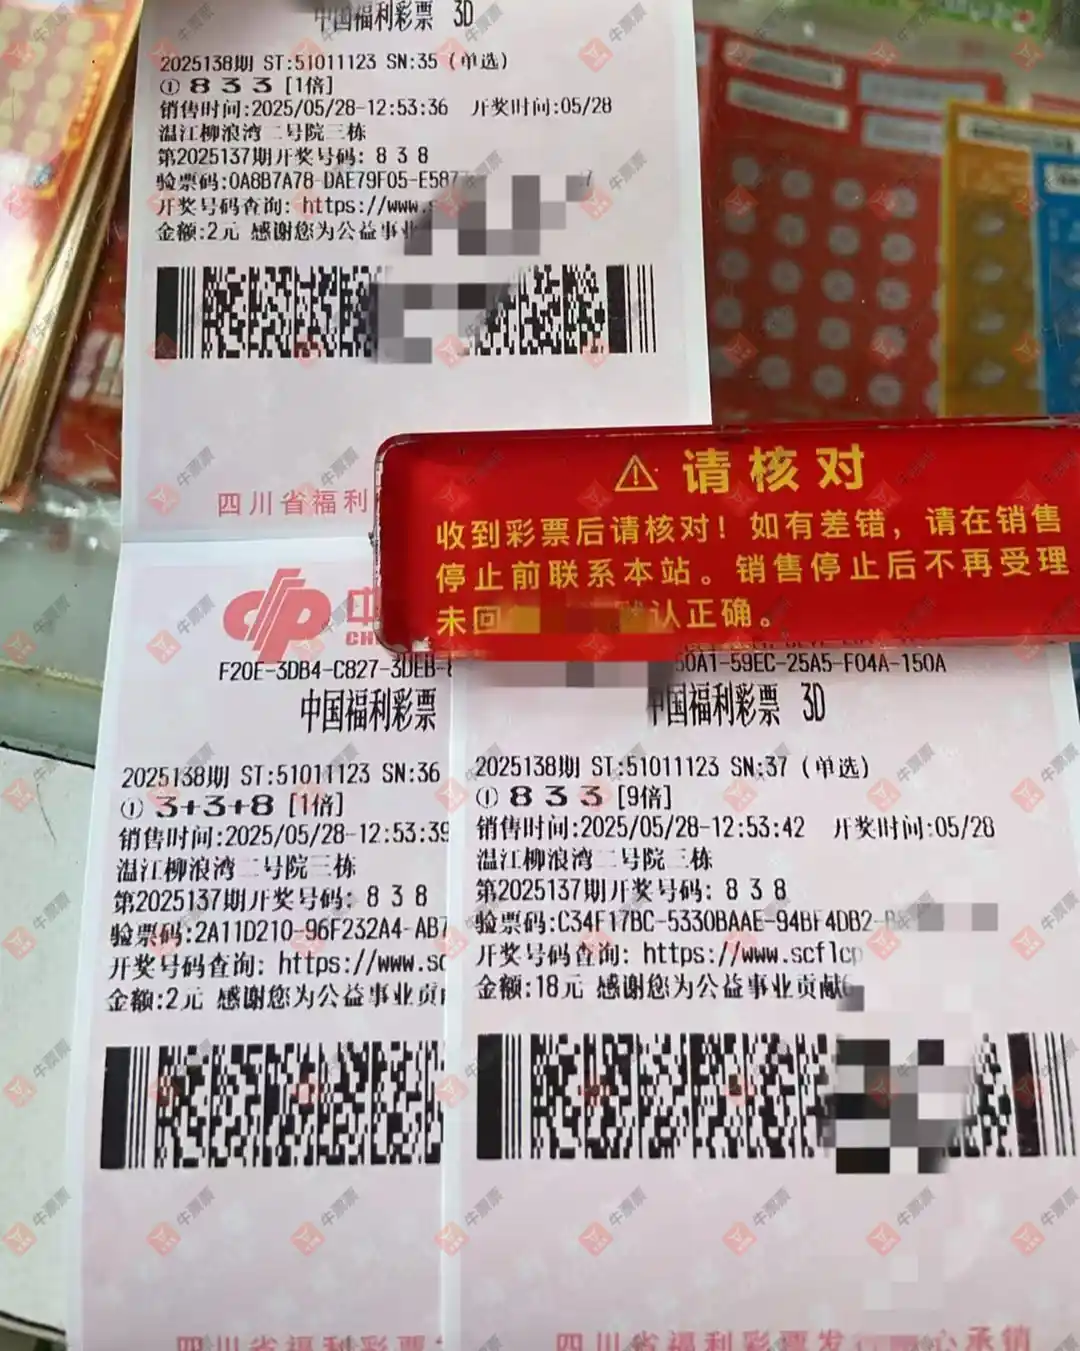 中国福利彩票 3D
2025138期 ST:51011123 SN:35 (单选)
① 8 3 3 [1倍]
销售时间:2025/05/28-12:53:36 开奖时间:05/28
温江柳浪湾二号院三栋
第2025137期开奖号码: 8 3 8
验票码:0A8B7A78-DAE79F05-E587
开奖号码查询: https://www.s
金额:2元 感谢您为公益事业
四川省福利
请核对
收到彩票后请核对！如有差错，请在销售
停止前联系本站。销售停止后不再受理
未回 认正确。
中
CH
F20E-3DB4-C827-3DEB-
中国福利彩票
2025138期 ST:51011123 SN:36
① 3+3+8 [1倍]
销售时间:2025/05/28-12:53:39
温江柳浪湾二号院三栋
第2025137期开奖号码: 8 3 8
验票码:2A11D210-96F232A4-AB7
开奖号码查询: https://www.sc
金额:2元 感谢您为公益事业贡
四川省福利彩票
50A1-59EC-25A5-F04A-150A
中国福利彩票 3D
2025138期 ST:51011123 SN:37 (单选)
① 8 3 3 [9倍]
销售时间:2025/05/28-12:53:42 开奖时间:05/28
温江柳浪湾二号院三栋
第2025137期开奖号码: 8 3 8
验票码:C34F17BC-5330BAAE-94BF4DB2-
开奖号码查询: https://www.scflcp
金额:18元 感谢您为公益事业贡献
四川省福利彩票发 心承销
牛票票